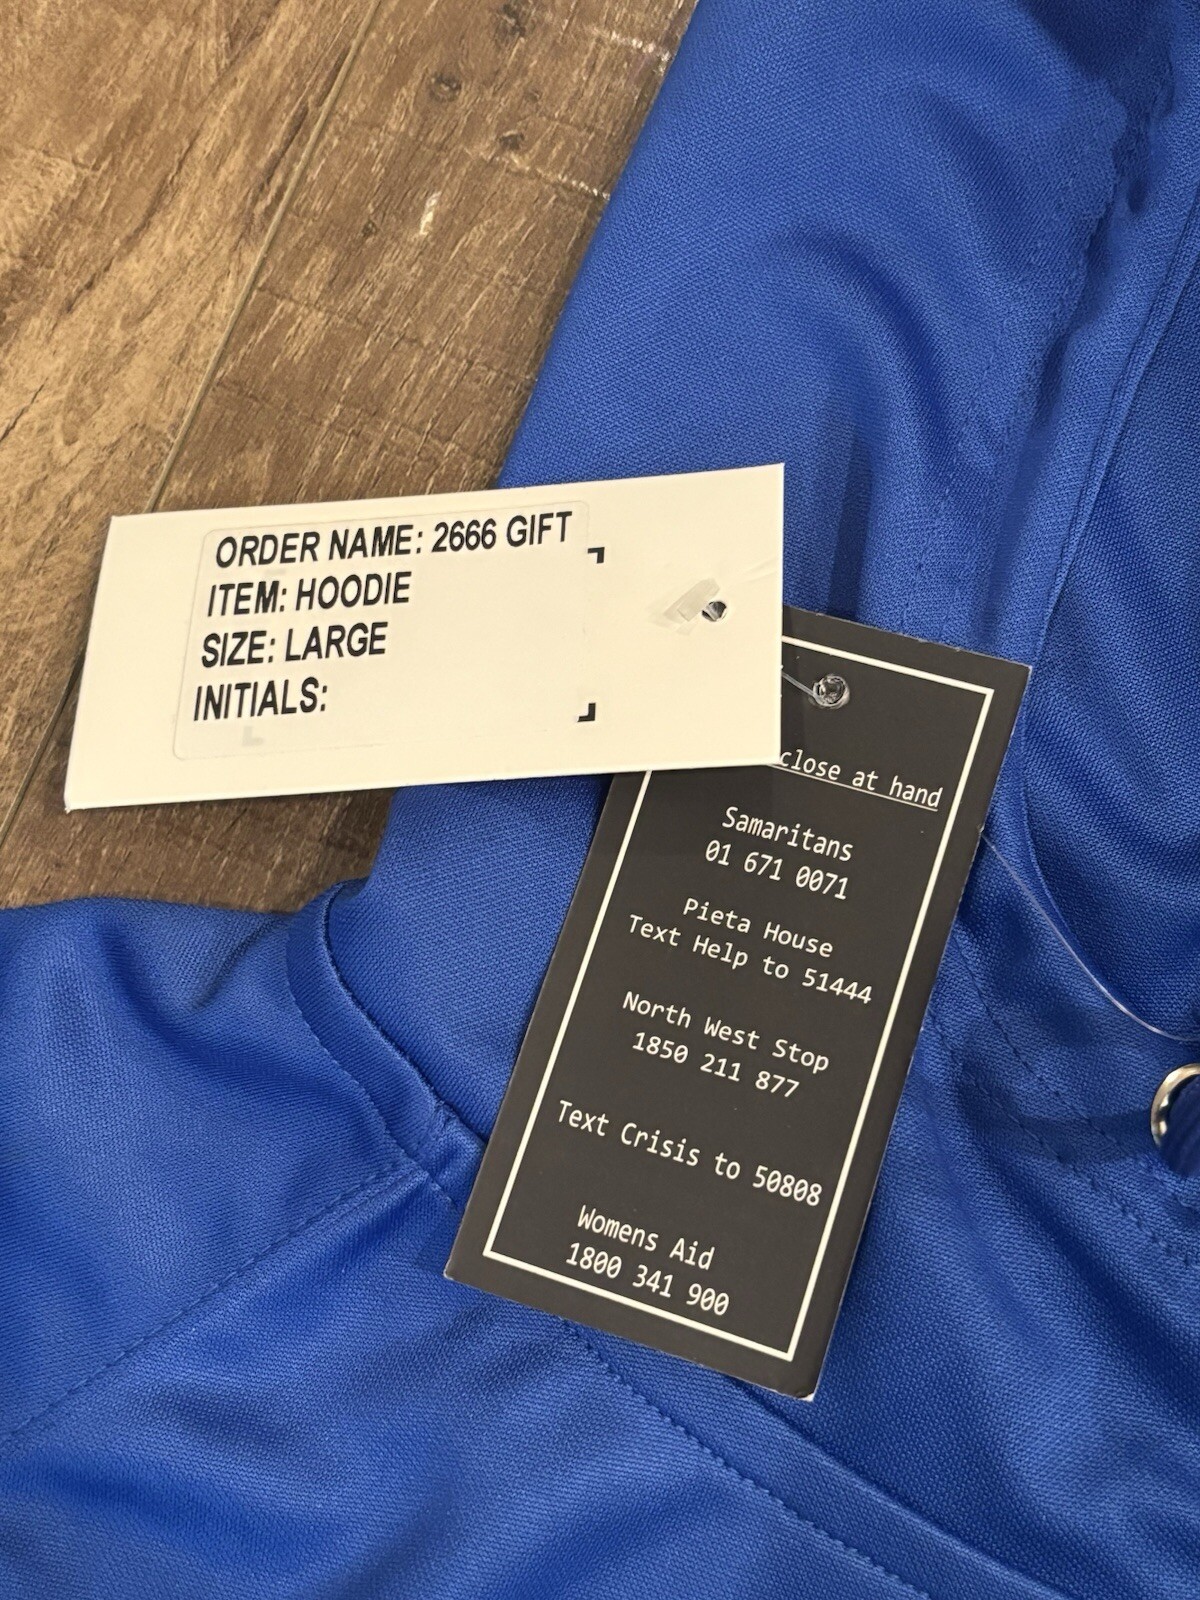 ORDER NAME: 2666 GIFT
ITEM: HOODIE
SIZE: LARGE
INITIALS:
close at hand
Samaritans
01 671 0071
Pieta House
Text Help to 51444
North West Stop
1850 211 877
Text Crisis to 50808
Womens Aid
1800 341 900